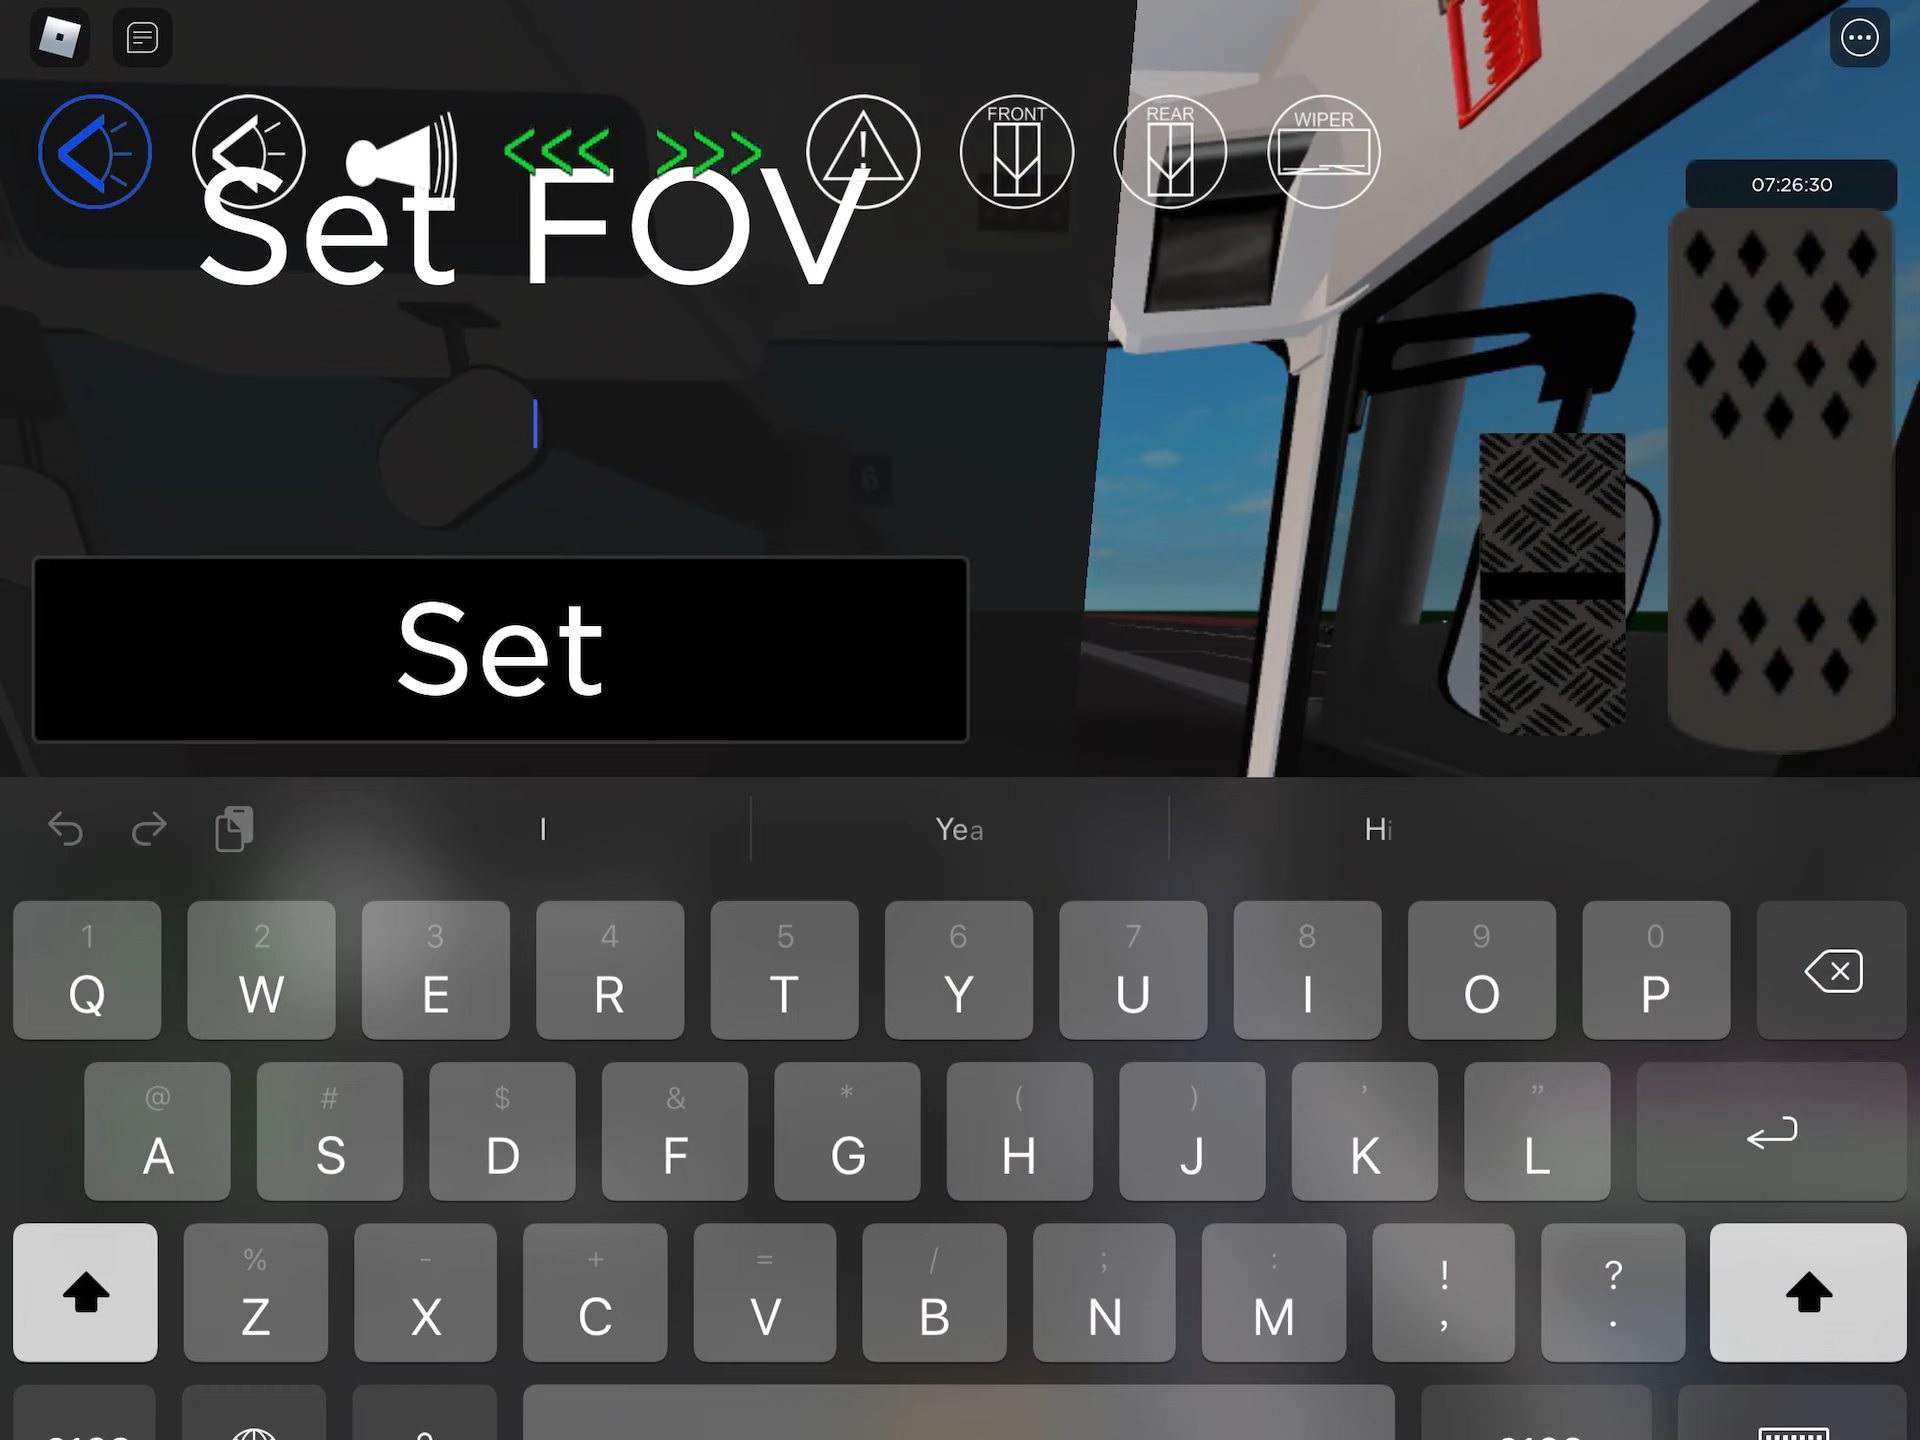 FRONT
REAR
WIPER
07:26:30
Set FOV
6
Set
I
Yea
Hi
1 2 3 4 5 6 7 8 9 0
Q W E R T Y U I O P
@ # $ & * ( ) ' "
A S D F G H J K L
% - + = / ; : ! ?
Z X C V B N M , .